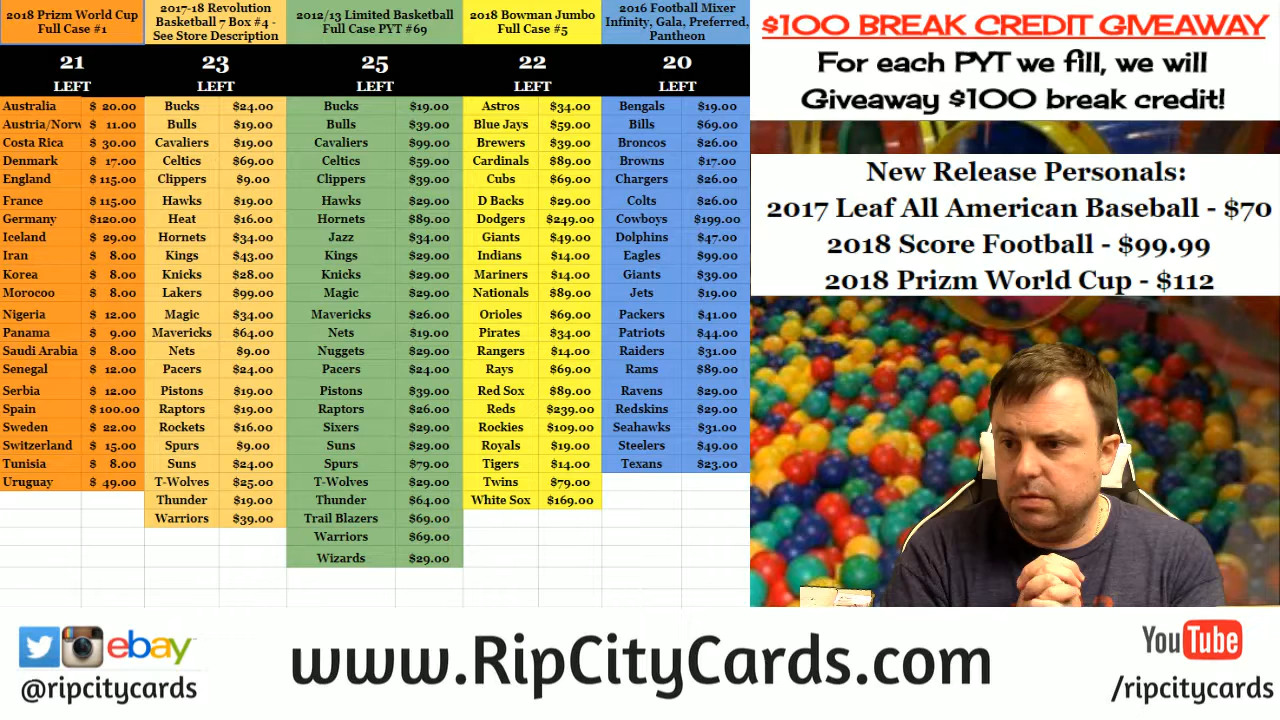 2018 Prizm World Cup
Full Case #1
21
LEFT
Australia $ 20.00
Austria/Norw $ 11.00
Costa Rica $ 30.00
Denmark $ 17.00
England $ 115.00
France $ 115.00
Germany $120.00
Iceland $ 29.00
Iran $ 8.00
Korea $ 8.00
Morocoo $ 8.00
Nigeria $ 12.00
Panama $ 9.00
Saudi Arabia $ 8.00
Senegal $ 12.00
Serbia $ 12.00
Spain $ 100.00
Sweden $ 22.00
Switzerland $ 15.00
Tunisia $ 8.00
Uruguay $ 49.00
2017-18 Revolution
Basketball 7 Box #4 -
See Store Description
23
LEFT
Bucks $24.00
Bulls $19.00
Cavaliers $19.00
Celtics $69.00
Clippers $9.00
Hawks $19.00
Heat $16.00
Hornets $34.00
Kings $43.00
Knicks $28.00
Lakers $99.00
Magic $34.00
Mavericks $64.00
Nets $9.00
Pacers $24.00
Pistons $19.00
Raptors $19.00
Rockets $16.00
Spurs $9.00
Suns $24.00
T-Wolves $25.00
Thunder $19.00
Warriors $39.00
2012/13 Limited Basketball
Full Case PYT #69
25
LEFT
Bucks $19.00
Bulls $39.00
Cavaliers $99.00
Celtics $59.00
Clippers $39.00
Hawks $29.00
Hornets $89.00
Jazz $34.00
Kings $29.00
Knicks $29.00
Magic $29.00
Mavericks $26.00
Nets $19.00
Nuggets $29.00
Pacers $24.00
Pistons $39.00
Raptors $26.00
Sixers $29.00
Suns $29.00
Spurs $79.00
T-Wolves $29.00
Thunder $64.00
Trail Blazers $69.00
Warriors $69.00
Wizards $29.00
2018 Bowman Jumbo
Full Case #5
22
LEFT
Astros $34.00
Blue Jays $59.00
Brewers $39.00
Cardinals $89.00
Cubs $69.00
D Backs $29.00
Dodgers $249.00
Giants $49.00
Indians $14.00
Mariners $14.00
Nationals $89.00
Orioles $69.00
Pirates $34.00
Rangers $14.00
Rays $69.00
Red Sox $89.00
Reds $239.00
Rockies $109.00
Royals $19.00
Tigers $14.00
Twins $79.00
White Sox $169.00
2016 Football Mixer
Infinity, Gala, Preferred,
Pantheon
20
LEFT
Bengals $19.00
Bills $69.00
Broncos $26.00
Browns $17.00
Chargers $26.00
Colts $26.00
Cowboys $199.00
Dolphins $47.00
Eagles $99.00
Giants $39.00
Jets $19.00
Packers $41.00
Patriots $44.00
Raiders $31.00
Rams $89.00
Ravens $29.00
Redskins $29.00
Seahawks $31.00
Steelers $49.00
Texans $23.00
$100 BREAK CREDIT GIVEAWAY
For each PYT we fill, we will
Giveaway $100 break credit!
New Release Personals:
2017 Leaf All American Baseball - $70
2018 Score Football - $99.99
2018 Prizm World Cup - $112
ebay
@ripcitycards
www.RipCityCards.com
YouTube
/ripcitycards